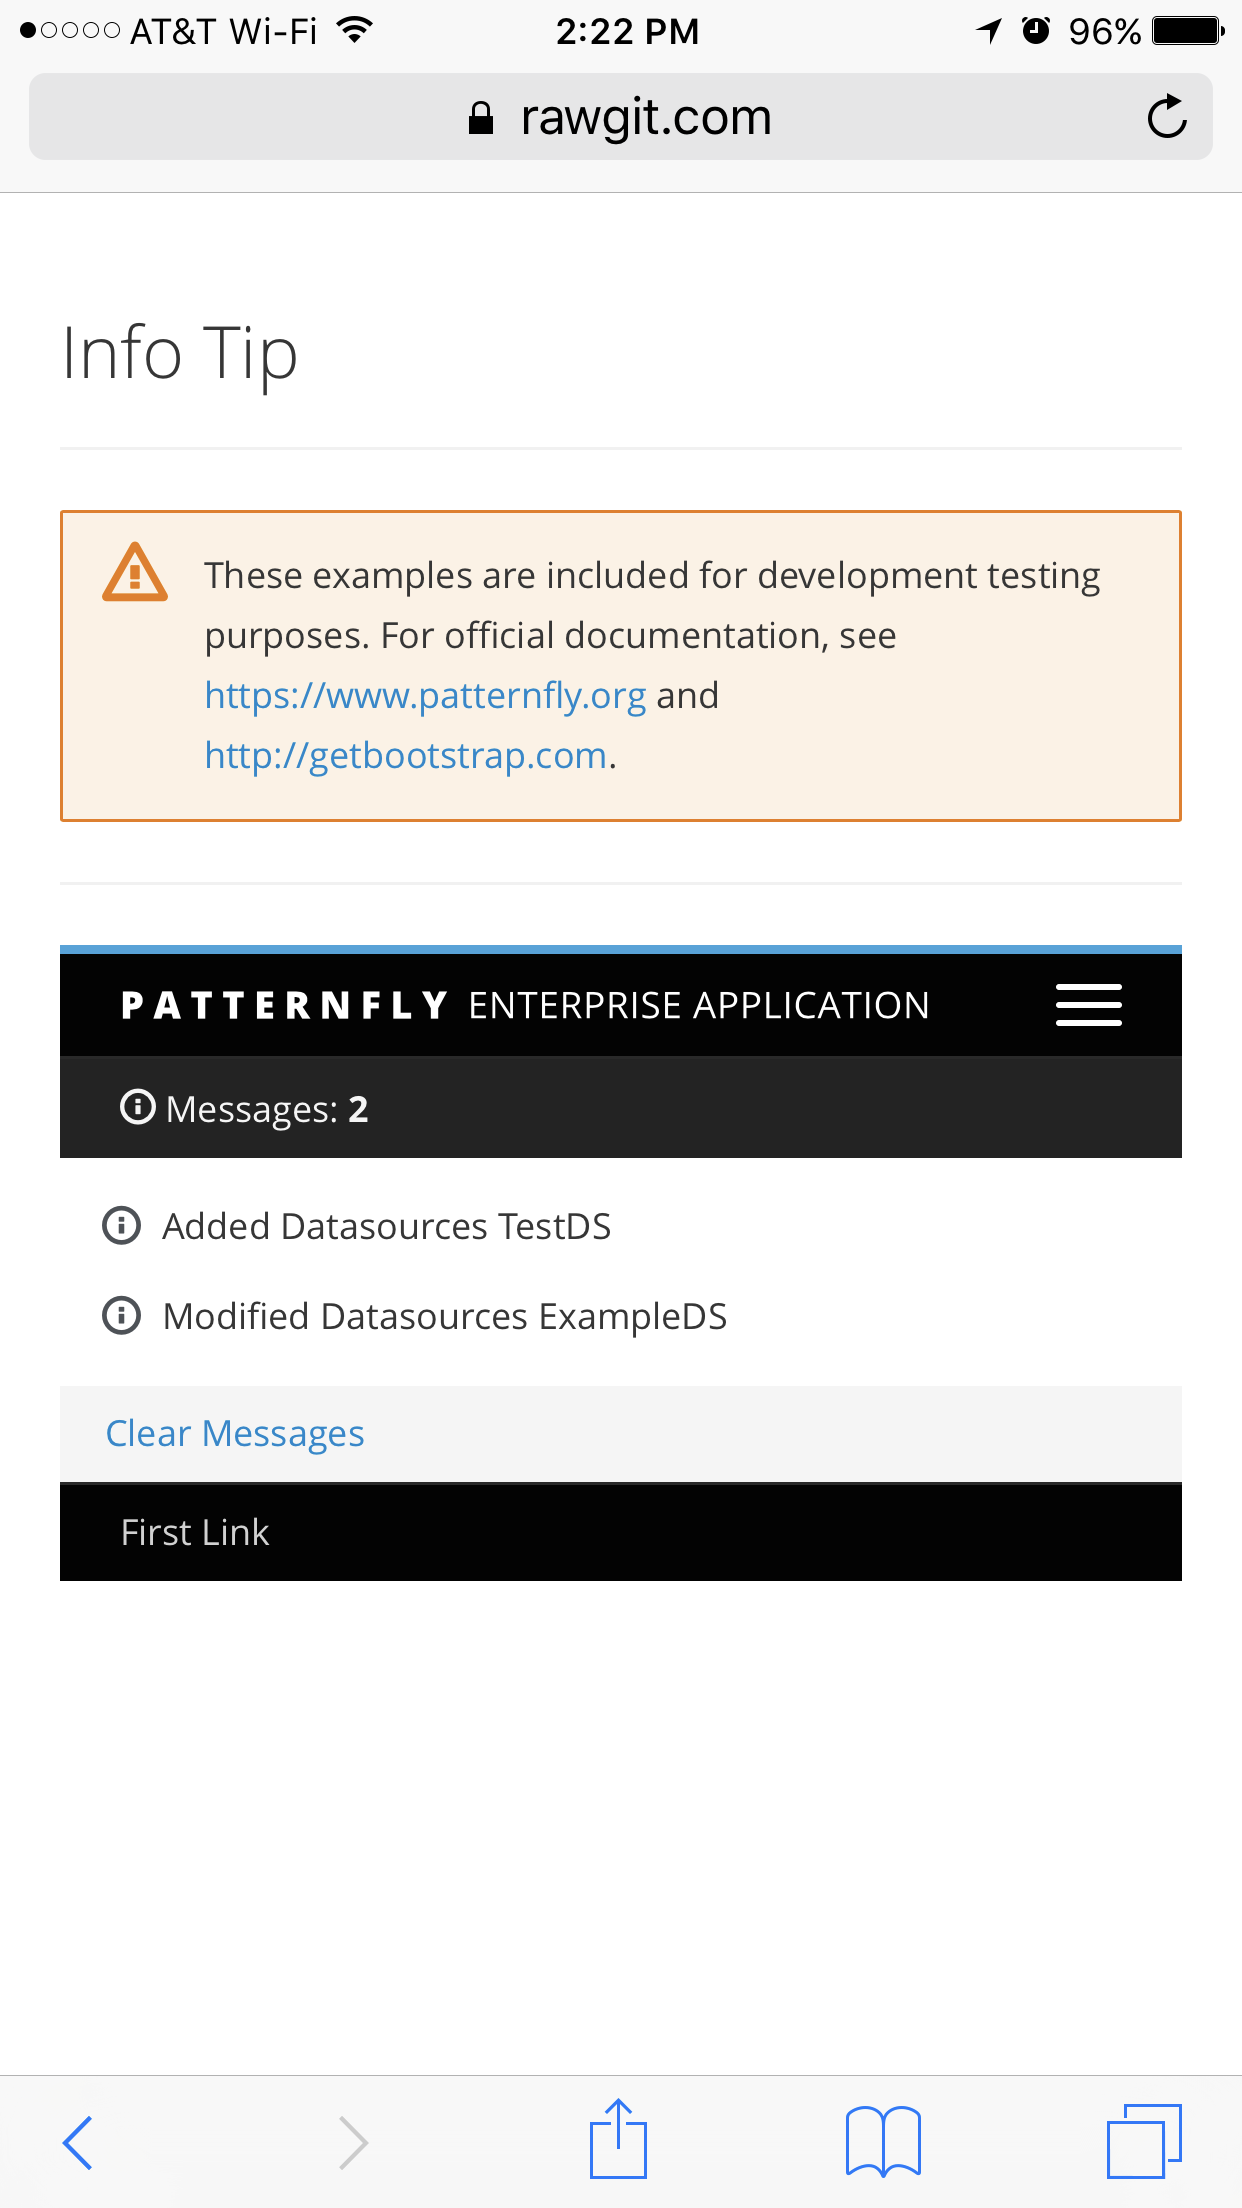 AT&T Wi-Fi 2:22 PM 96%
rawgit.com
Info Tip
These examples are included for development testing
purposes. For official documentation, see
https://www.patternfly.org and
http://getbootstrap.com.
PATTERNFLY ENTERPRISE APPLICATION
Messages: 2
Added Datasources TestDS
Modified Datasources ExampleDS
Clear Messages
First Link